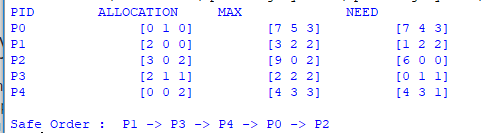 PID ALLOCATION MAX NEED
P0 [0 1 0] [7 5 3] [7 4 3]
P1 [2 0 0] [3 2 2] [1 2 2]
P2 [3 0 2] [9 0 2] [6 0 0]
P3 [2 1 1] [2 2 2] [0 1 1]
P4 [0 0 2] [4 3 3] [4 3 1]
Safe Order : P1 -> P3 -> P4 -> P0 -> P2